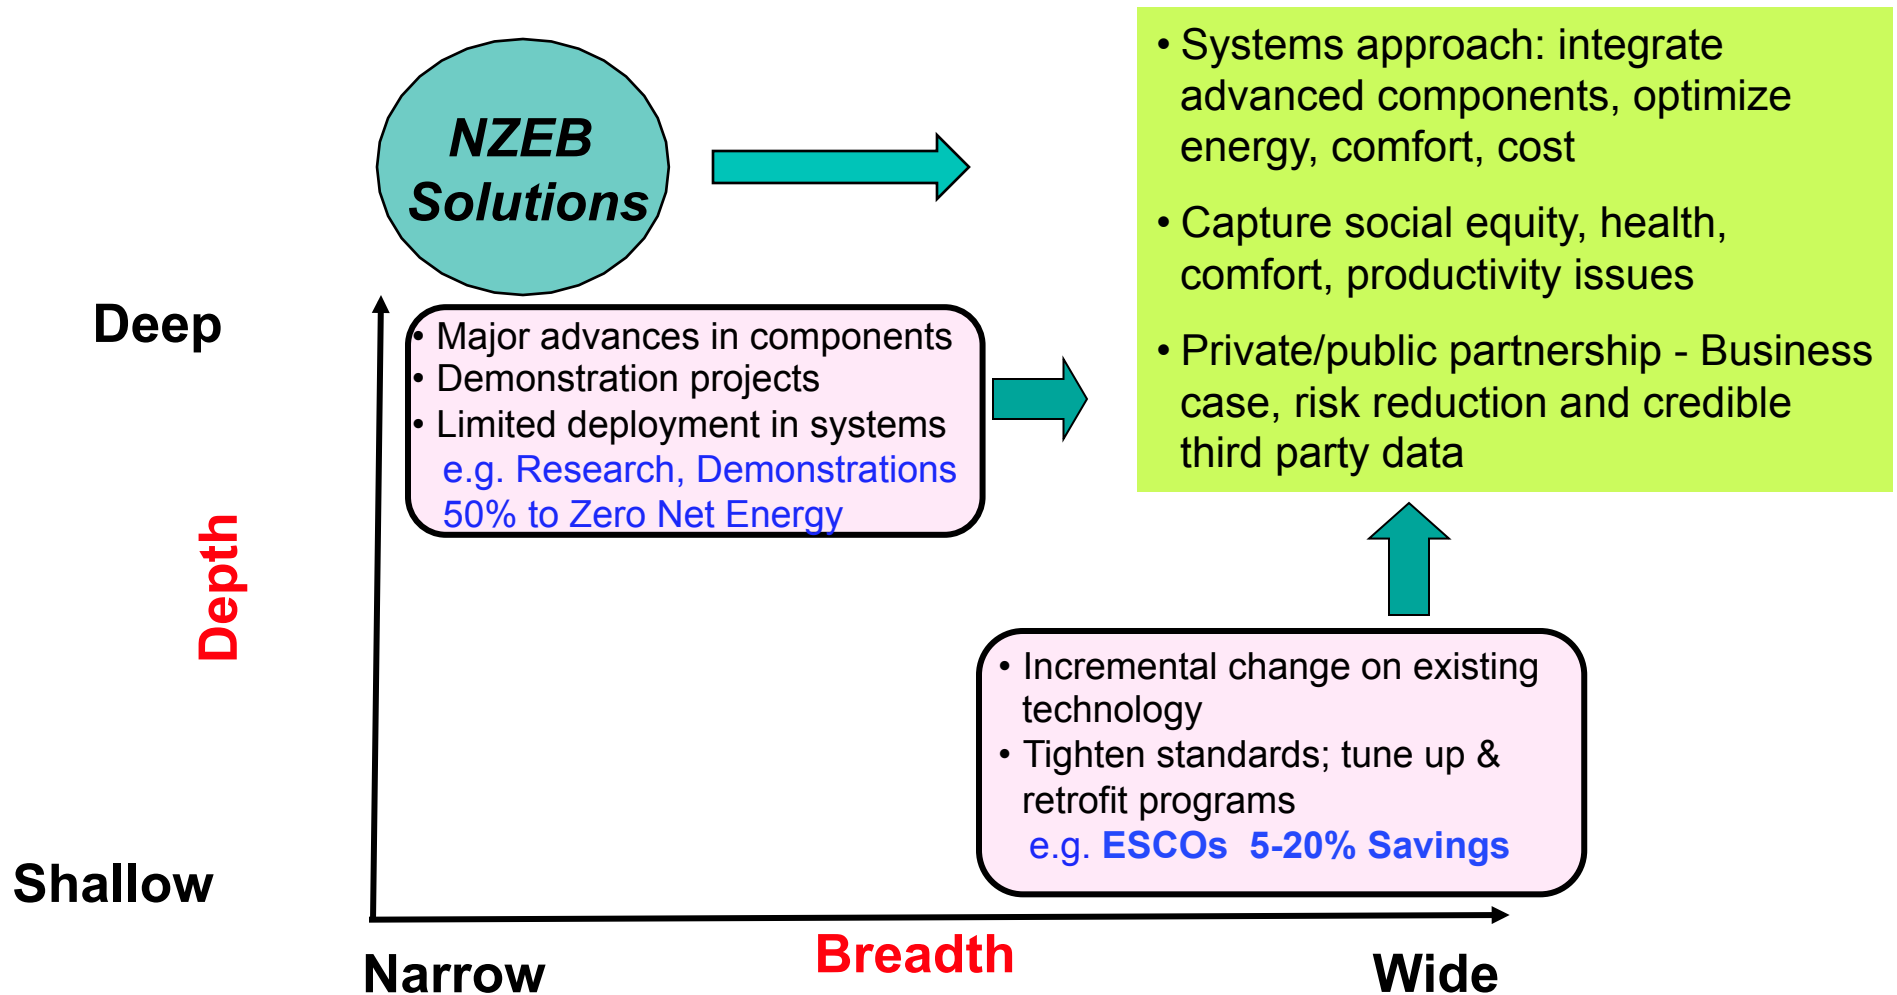 NZEB
Solutions
• Systems approach: integrate
advanced components, optimize
energy, comfort, cost
• Capture social equity, health,
comfort, productivity issues
• Private/public partnership - Business
case, risk reduction and credible
third party data
Deep
• Major advances in components
• Demonstration projects
• Limited deployment in systems
e.g. Research, Demonstrations
50% to Zero Net Energy
Depth
• Incremental change on existing
technology
• Tighten standards; tune up &
retrofit programs
e.g. ESCOs 5-20% Savings
Shallow
Narrow
Breadth
Wide